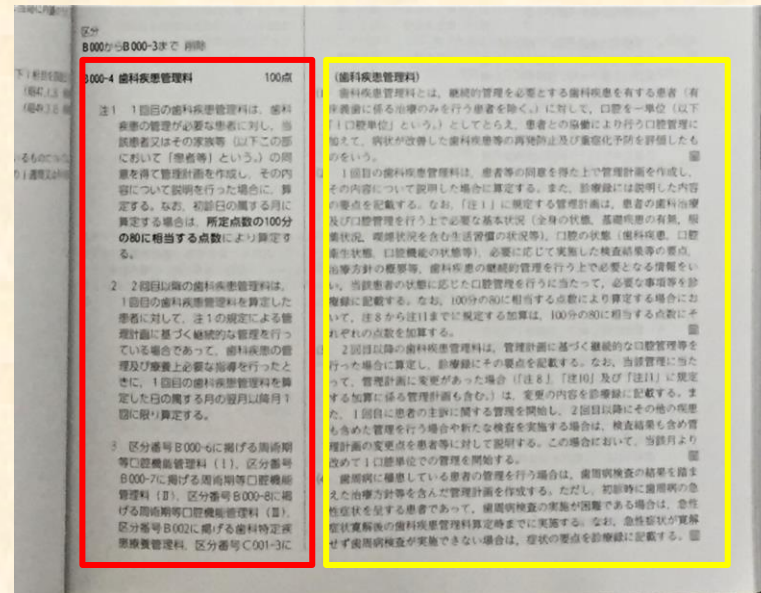 区分
B000からB000-3まで 削除
B000-4 歯科疾患管理料 100点
注1 1回目の歯科疾患管理料は、歯科
疾患の管理が必要な患者に対し、当
該患者又はその家族等(以下この部
において「患者等」という。)の同
意を得て管理計画を作成し、その内
容について説明を行った場合に、算
定する。なお、初診日の属する月に
算定する場合は、所定点数の100分
の80に相当する点数により算定す
る。
2 2回目以降の歯科疾患管理料は、
1回目の歯科疾患管理料を算定した
患者に対して、注1の規定による管
理計画に基づく継続的な管理を行っ
ている場合であって、歯科疾患の管
理及び療養上必要な指導を行ったと
きに、1回目の歯科疾患管理料を算
定した日の属する月の翌月以降月1
回に限り算定する。
3 区分番号B000-6に掲げる周術期
等口腔機能管理料(Ⅰ)、区分番号
B000-7に掲げる周術期等口腔機能
管理料(Ⅱ)、区分番号B000-8に掲
げる周術期等口腔機能管理料(Ⅲ)、
区分番号B002に掲げる歯科特定疾
患療養管理料、区分番号C001-3に
(歯科疾患管理料)
歯科疾患管理料とは、継続的管理を必要とする歯科疾患を有する患者(有
床義歯に係る治療のみを行う患者を除く。)に対して、口腔を一単位(以下
「1口腔単位」という。)としてとらえ、患者との協働により行う口腔管理に
加えて、病状が改善した歯科疾患等の再発防止及び重症化予防を評価したも
のをいう。
1回目の歯科疾患管理料は、患者等の同意を得た上で管理計画を作成し、
その内容について説明した場合に算定する。また、診療録には説明した内容
の要点を記載する。なお、「注1」に規定する管理計画は、患者の歯科治療
及び口腔管理を行う上で必要な基本状況(全身の状態、基礎疾患の有無、服
薬状況、喫煙状況を含む生活習慣の状況等)、口腔の状態(歯科疾患、口腔
衛生状態、口腔機能の状態等)、必要に応じて実施した検査結果等の要点、
治療方針の概要等、歯科疾患の継続的管理を行う上で必要となる情報をい
い、当該患者の状態に応じた口腔管理を行うに当たって、必要な事項等を診
療録に記載する。なお、100分の80に相当する点数により算定する場合にお
いて、注8から注11までに規定する加算は、100分の80に相当する点数にそ
れぞれの点数を加算する。
2回目以降の歯科疾患管理料は、管理計画に基づく継続的な口腔管理等を
行った場合に算定し、診療録にその要点を記載する。なお、当該管理に当た
って、管理計画に変更があった場合(「注8」、「注10」及び「注11」に規定
する加算に係る管理計画も含む。)は、変更の内容を診療録に記載する。ま
た、1回目に患者の主訴に関する管理を開始し、2回目以降にその他の疾患
も含めた管理を行う場合や新たな検査を実施する場合は、検査結果も含め管
理計画の変更点を患者等に対して説明する。この場合において、当該月より
改めて1口腔単位での管理を開始する。
歯周病に罹患している患者の管理を行う場合は、歯周病検査の結果を踏ま
えた治療方針等を含んだ管理計画を作成する。ただし、初診時に歯周病の急
性症状を呈する患者であって、歯周病検査の実施が困難である場合は、急性
症状寛解後の歯科疾患管理料算定時までに実施する。なお、急性症状が寛解
せず歯周病検査が実施できない場合は、症状の要点を診療録に記載する。